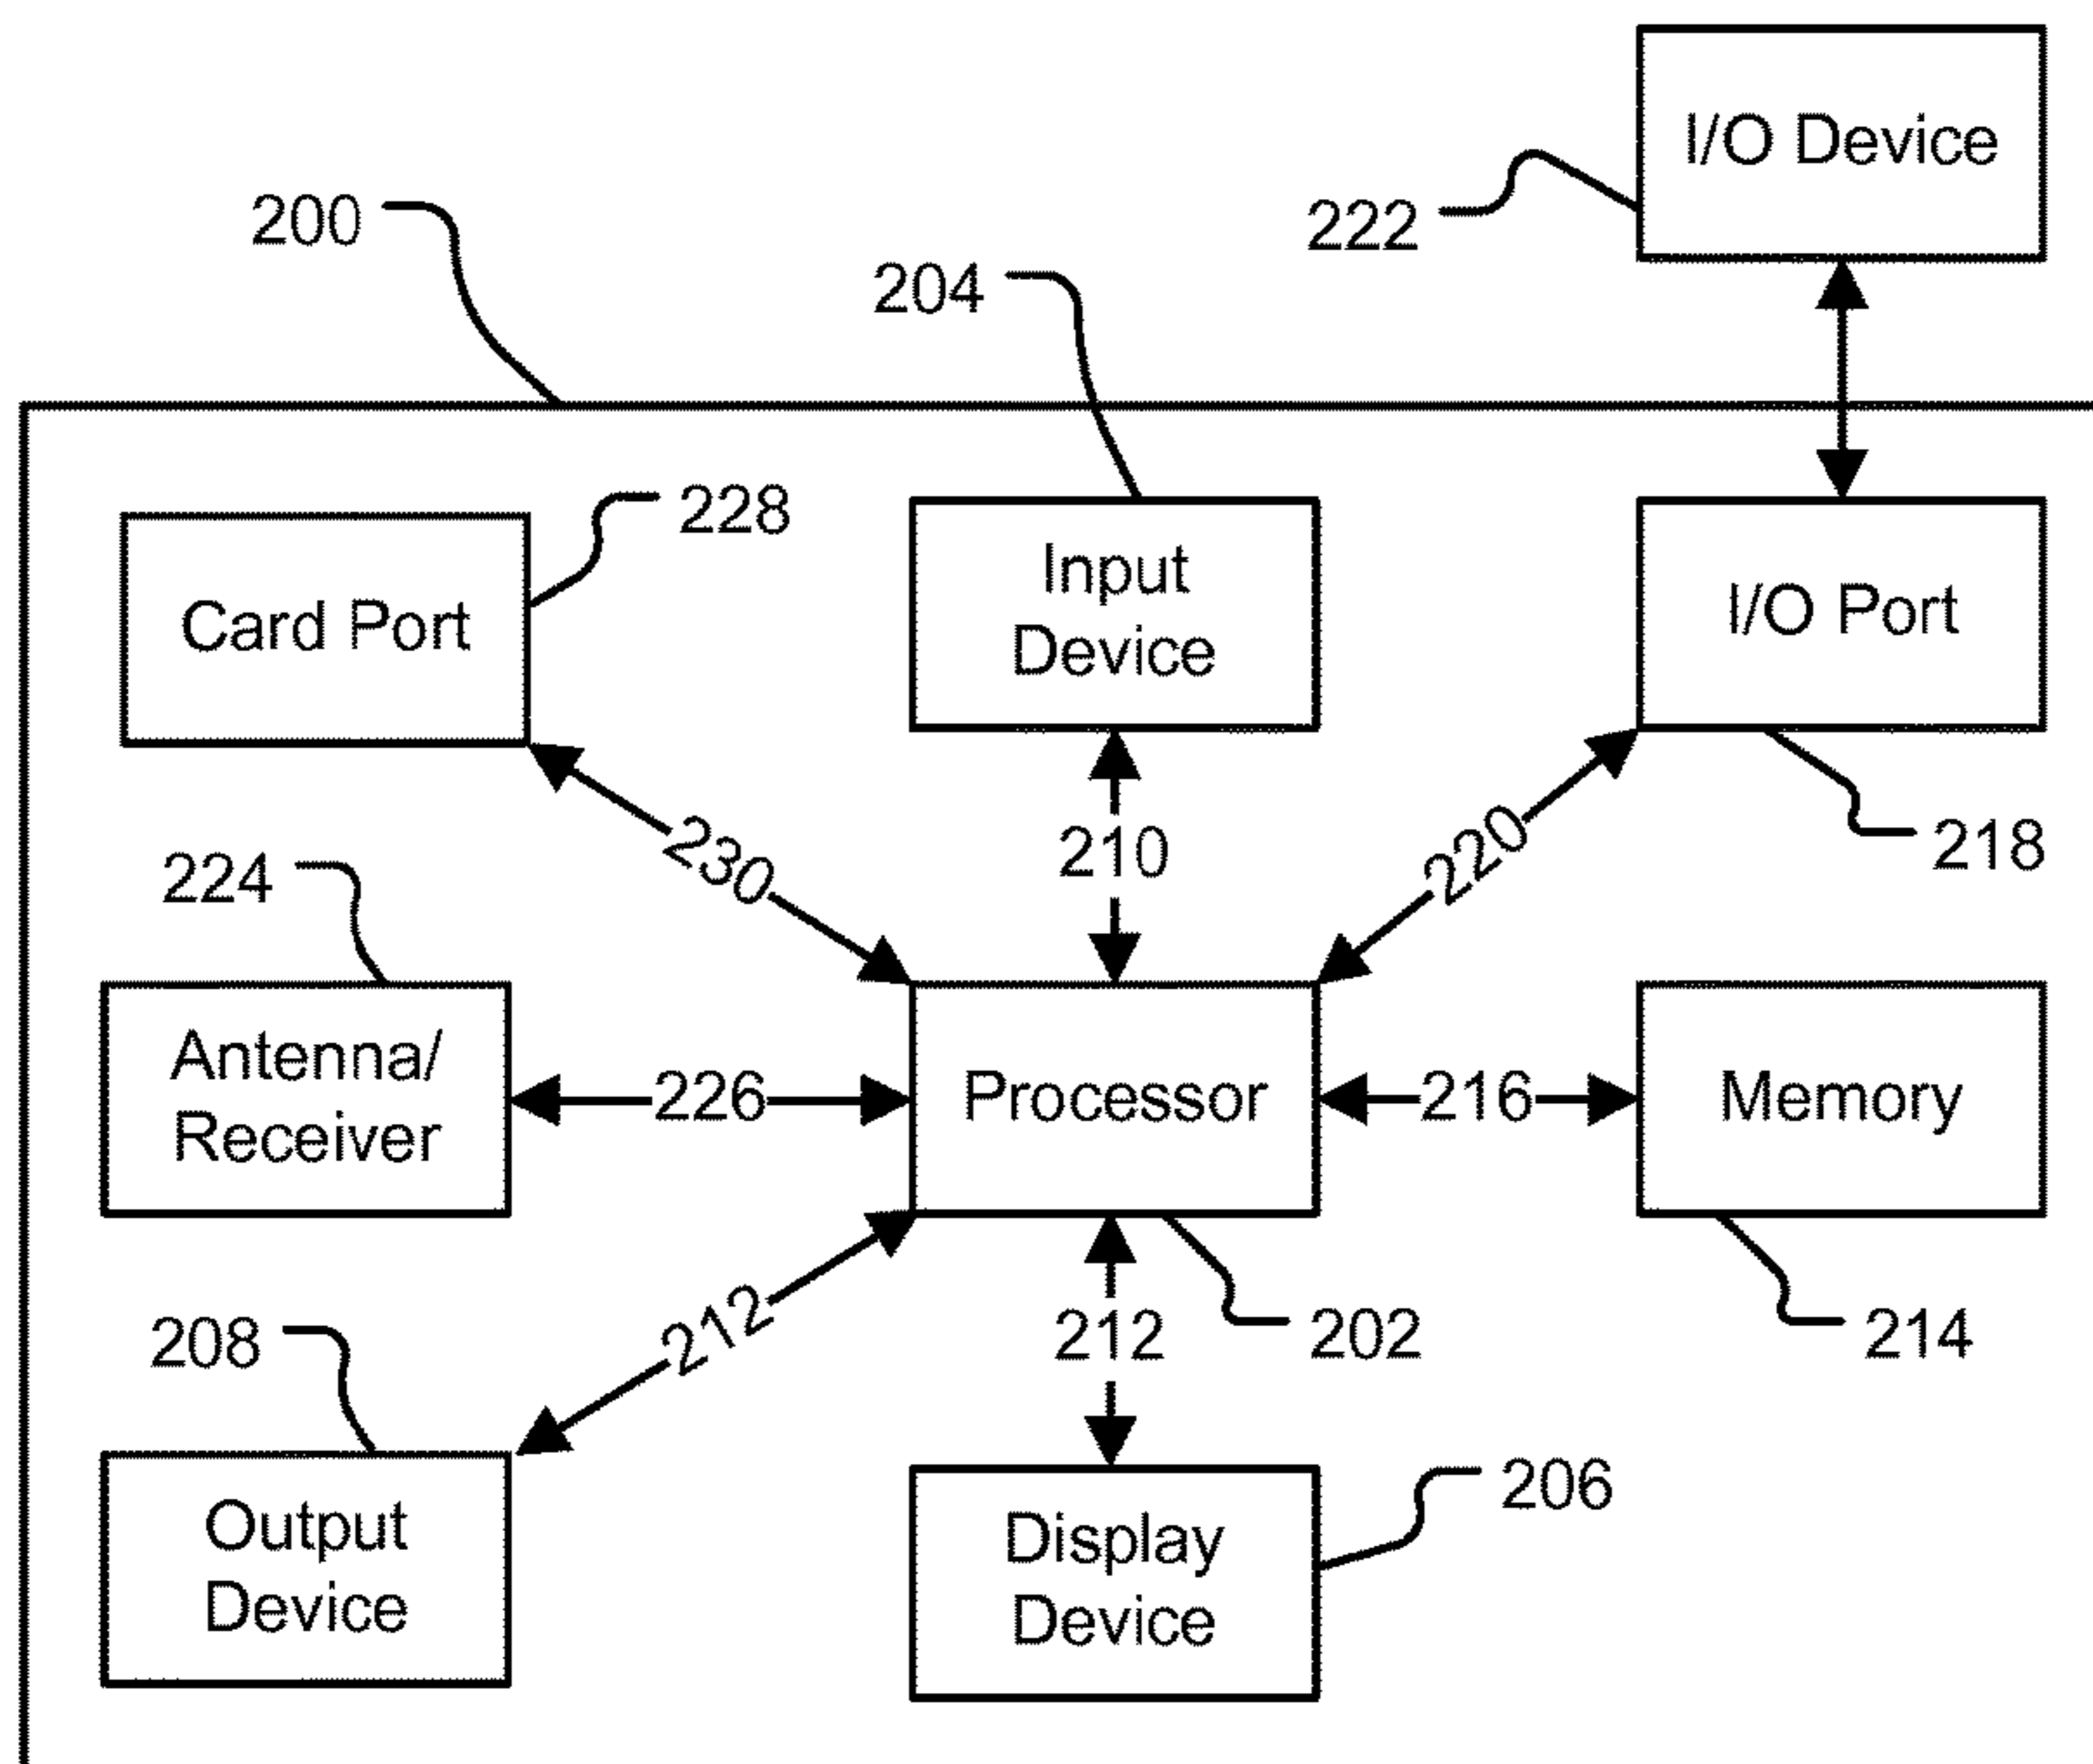 I/O Device
222
200
204
228
Card Port
Input
Device
I/O Port
230
210
220
218
224
Antenna/
Receiver
226
Processor
216
Memory
212
212
202
214
208
Output
Device
Display
Device
206